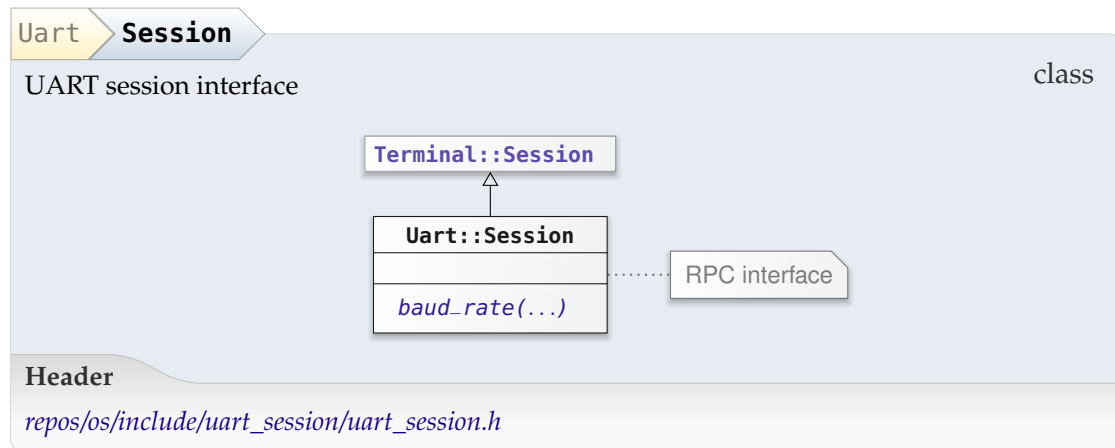 Uart Session
class
UART session interface
Terminal::Session
Uart::Session
RPC interface
baud_rate(...)
Header
repos/os/include/uart_session/uart_session.h